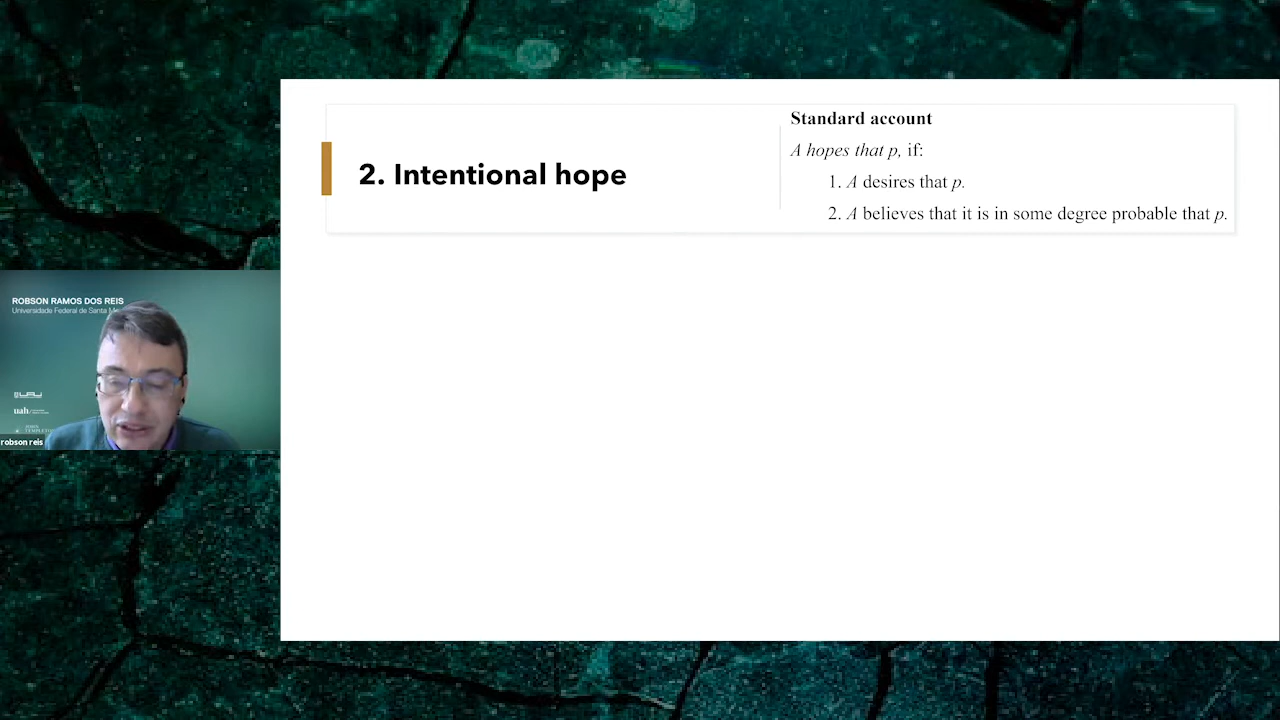 2. Intentional hope
Standard account
A hopes that p, if:
1. A desires that p.
2. A believes that it is in some degree probable that p.
ROBSON RAMOS DOS REIS
Universidade Federal de Santa
uah
robson reis